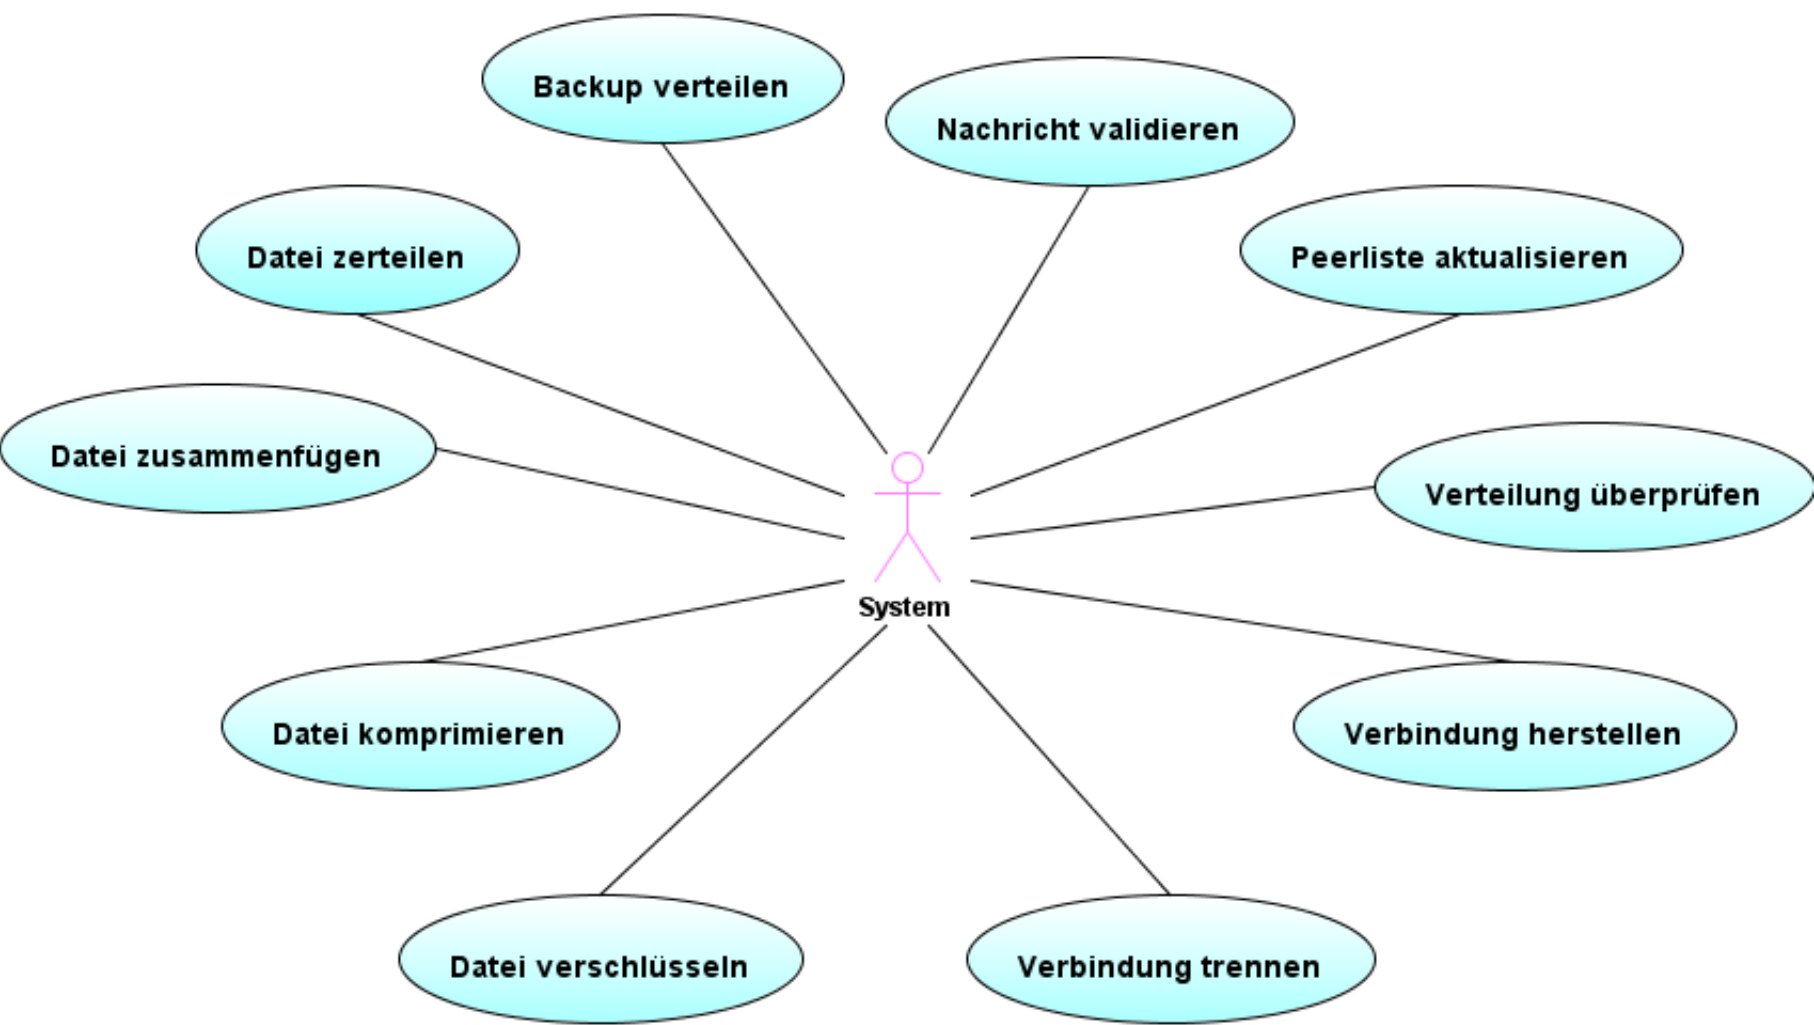 Backup verteilen
Nachricht validieren
Datei zerteilen
Peerliste aktualisieren
Datei zusammenfügen
Verteilung überprüfen
System
Datei komprimieren
Verbindung herstellen
Datei verschlüsseln
Verbindung trennen